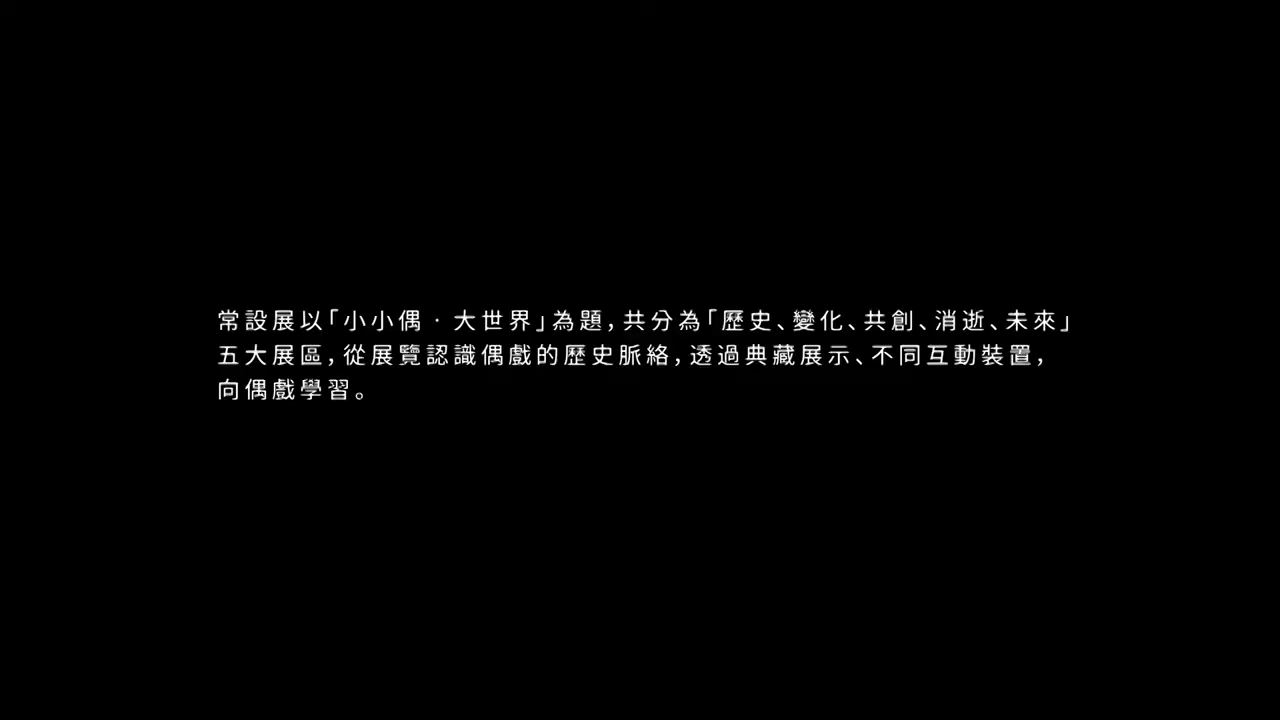 常設展以「小小偶‧大世界」為題，共分為「歷史、變化、共創、消逝、未來」
五大展區，從展覽認識偶戲的歷史脈絡，透過典藏展示、不同互動裝置，
向偶戲學習。